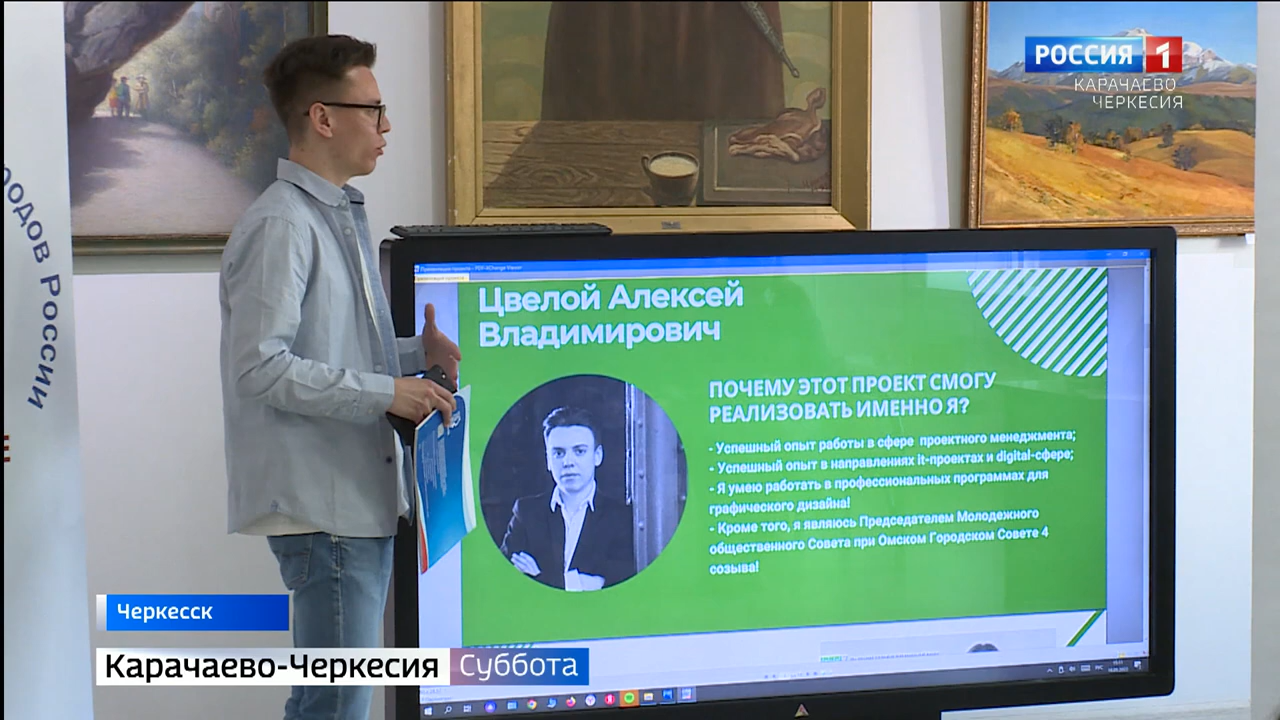 РОССИЯ 1
КАРАЧАЕВО
ЧЕРКЕСИЯ
России
Цвелой Алексей
Владимирович
ПОЧЕМУ ЭТОТ ПРОЕКТ СМОГУ
РЕАЛИЗОВАТЬ ИМЕННО Я?
- Успешный опыт работы в сфере проектного менеджмента;
- Успешный опыт в направлениях it-проектах и digital-сфере;
- Я умею работать в профессиональных программах для
графического дизайна!
- Кроме того, я являюсь Председателем Молодежного
общественного Совета при Омском Городском Совете 4
созыва!
Черкесск
Карачаево-Черкесия Суббота